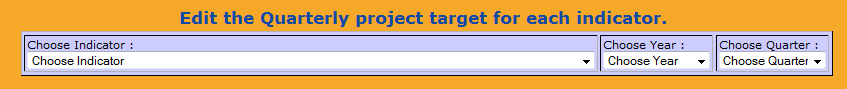 Edit the Quarterly project target for each indicator.
Choose Indicator : Choose Year : Choose Quarter :
Choose Indicator Choose Year Choose Quarter